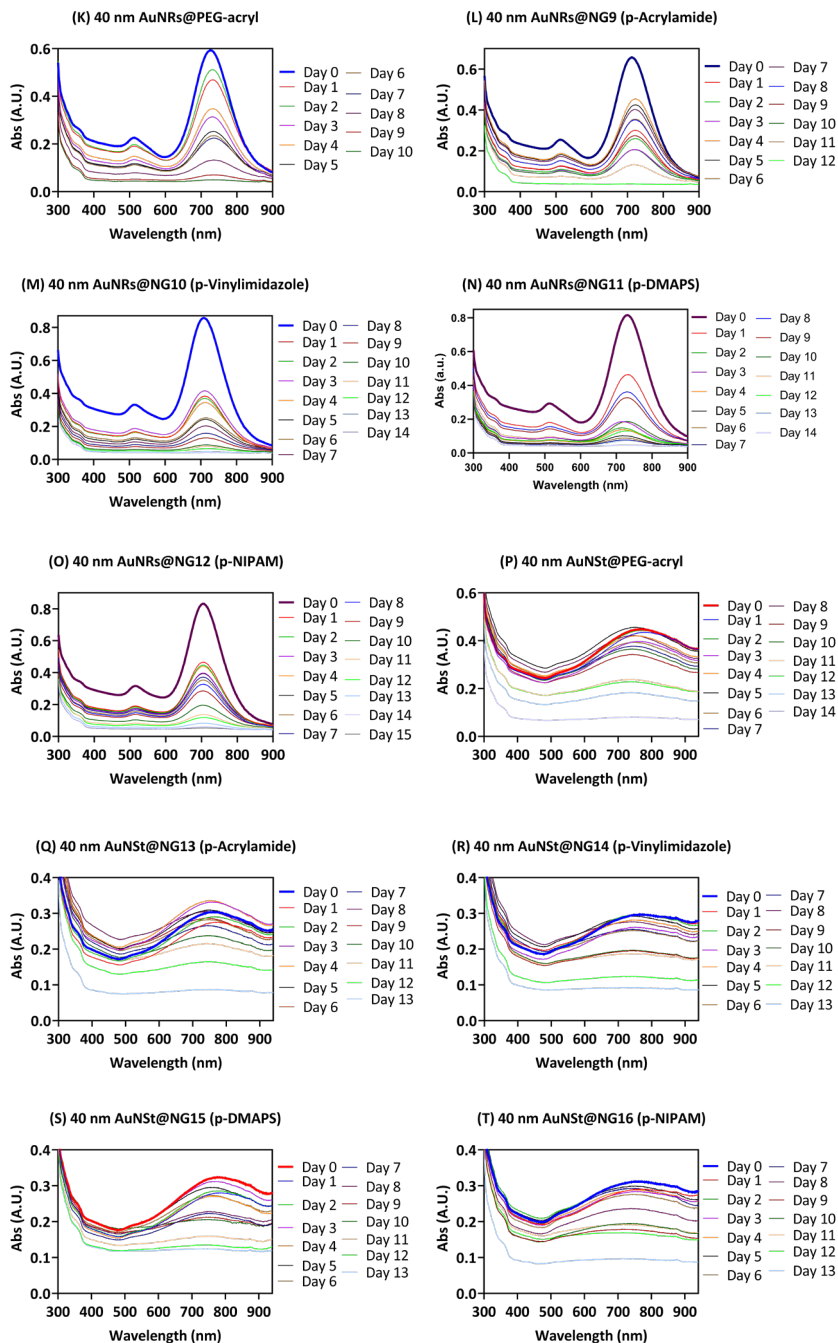 (K) 40 nm AuNRs@PEG-acryl
Abs (A.U.)
0.6
0.4
0.2
0.0
300 400 500 600 700 800 900
Wavelength (nm)
Day 0
Day 1
Day 2
Day 3
Day 4
Day 5
Day 6
Day 7
Day 8
Day 9
Day 10
(L) 40 nm AuNRs@NG9 (p-Acrylamide)
Abs (A.U.)
0.6
0.4
0.2
0.0
300 400 500 600 700 800 900
Wavelength (nm)
Day 0
Day 1
Day 2
Day 3
Day 4
Day 5
Day 6
Day 7
Day 8
Day 9
Day 10
Day 11
Day 12
(M) 40 nm AuNRs@NG10 (p-Vinylimidazole)
Abs (A.U.)
0.8
0.6
0.4
0.2
0.0
300 400 500 600 700 800 900
Wavelength (nm)
Day 0
Day 1
Day 2
Day 3
Day 4
Day 5
Day 6
Day 7
Day 8
Day 9
Day 10
Day 11
Day 12
Day 13
Day 14
(N) 40 nm AuNRs@NG11 (p-DMAPS)
Abs (a.u.)
0.8
0.6
0.4
0.2
0.0
300 400 500 600 700 800 900
Wavelength (nm)
Day 0
Day 1
Day 2
Day 3
Day 4
Day 5
Day 6
Day 7
Day 8
Day 9
Day 10
Day 11
Day 12
Day 13
Day 14
(O) 40 nm AuNRs@NG12 (p-NIPAM)
Abs (A.U.)
0.8
0.6
0.4
0.2
0.0
300 400 500 600 700 800 900
Wavelength (nm)
Day 0
Day 1
Day 2
Day 3
Day 4
Day 5
Day 6
Day 7
Day 8
Day 9
Day 10
Day 11
Day 12
Day 13
Day 14
Day 15
(P) 40 nm AuNSt@PEG-acryl
Abs (A.U.)
0.6
0.4
0.2
0.0
300 400 500 600 700 800 900
Wavelength (nm)
Day 0
Day 1
Day 2
Day 3
Day 4
Day 5
Day 6
Day 7
Day 8
Day 9
Day 10
Day 11
Day 12
Day 13
Day 14
(Q) 40 nm AuNSt@NG13 (p-Acrylamide)
Abs (A.U.)
0.4
0.3
0.2
0.1
0.0
300 400 500 600 700 800 900
Wavelength (nm)
Day 0
Day 1
Day 2
Day 3
Day 4
Day 5
Day 6
Day 7
Day 8
Day 9
Day 10
Day 11
Day 12
Day 13
(R) 40 nm AuNSt@NG14 (p-Vinylimidazole)
Abs (A.U.)
0.4
0.3
0.2
0.1
0.0
300 400 500 600 700 800 900
Wavelength (nm)
Day 0
Day 1
Day 2
Day 3
Day 4
Day 5
Day 6
Day 7
Day 8
Day 9
Day 10
Day 11
Day 12
Day 13
(S) 40 nm AuNSt@NG15 (p-DMAPS)
Abs (A.U.)
0.4
0.3
0.2
0.1
0.0
300 400 500 600 700 800 900
Wavelength (nm)
Day 0
Day 1
Day 2
Day 3
Day 4
Day 5
Day 6
Day 7
Day 8
Day 9
Day 10
Day 11
Day 12
Day 13
(T) 40 nm AuNSt@NG16 (p-NIPAM)
Abs (A.U.)
0.4
0.3
0.2
0.1
0.0
300 400 500 600 700 800 900
Wavelength (nm)
Day 0
Day 1
Day 2
Day 3
Day 4
Day 5
Day 6
Day 7
Day 8
Day 9
Day 10
Day 11
Day 12
Day 13